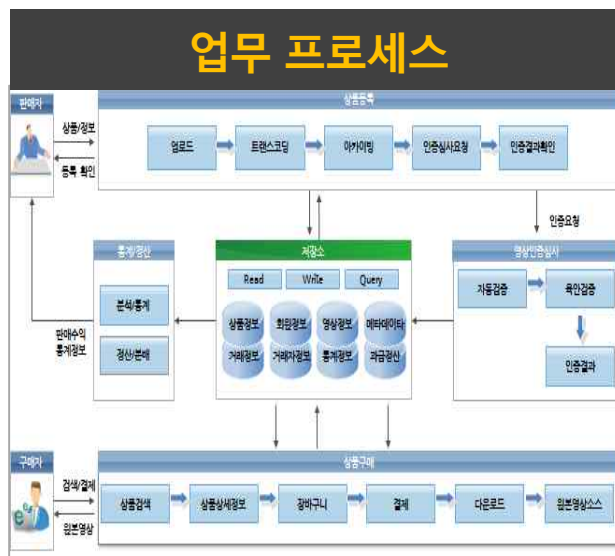 업무 프로세스
판매자
상품등록
상품/정보
등록 확인
업로드
트랜스코딩
아카이빙
인증심사요청
인증결과확인
인증요청
통계/정산
저장소
영상인증심사
Read
Write
Query
자동검증
육안검증
분석/통계
상품정보
회원정보
영상정보
메타데이타
정산/분배
거래정보
거래자정보
통계정보
과금정산
인증결과
판매수익
통계정보
구매자
상품구매
검색/결제
원본영상
상품검색
상품상세정보
장바구니
결제
다운로드
원본영상소스